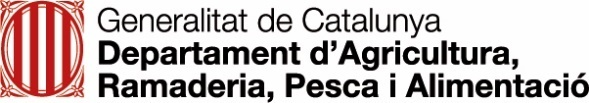 Generalitat de Catalunya
Departament d’Agricultura,
Ramaderia, Pesca i Alimentació